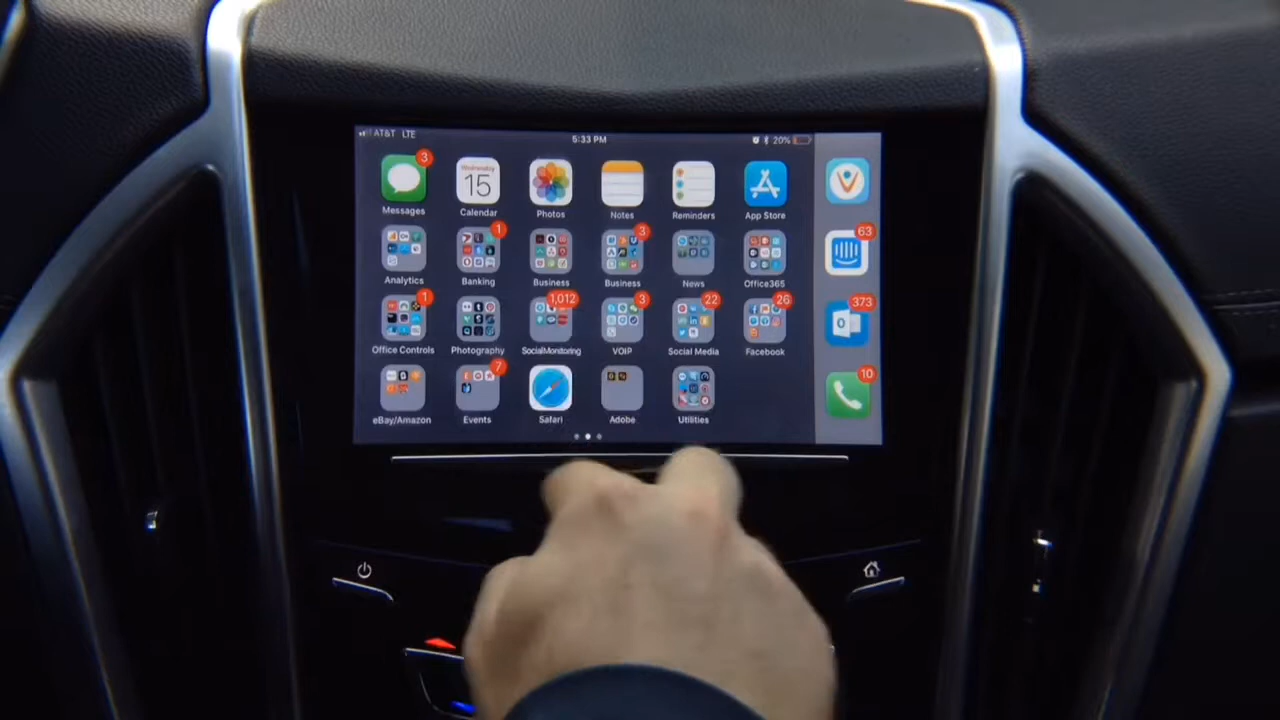 AT&T LTE 5:33 PM 20%
3
Wednesday
15
Messages Calendar Photos Notes Reminders App Store
1 3 63
Analytics Banking Business Business News Office365
1 1,012 3 22 26 373
Office Controls Photography SocialMonitoring VOIP Social Media Facebook
7 10
eBay/Amazon Events Safari Adobe Utilities